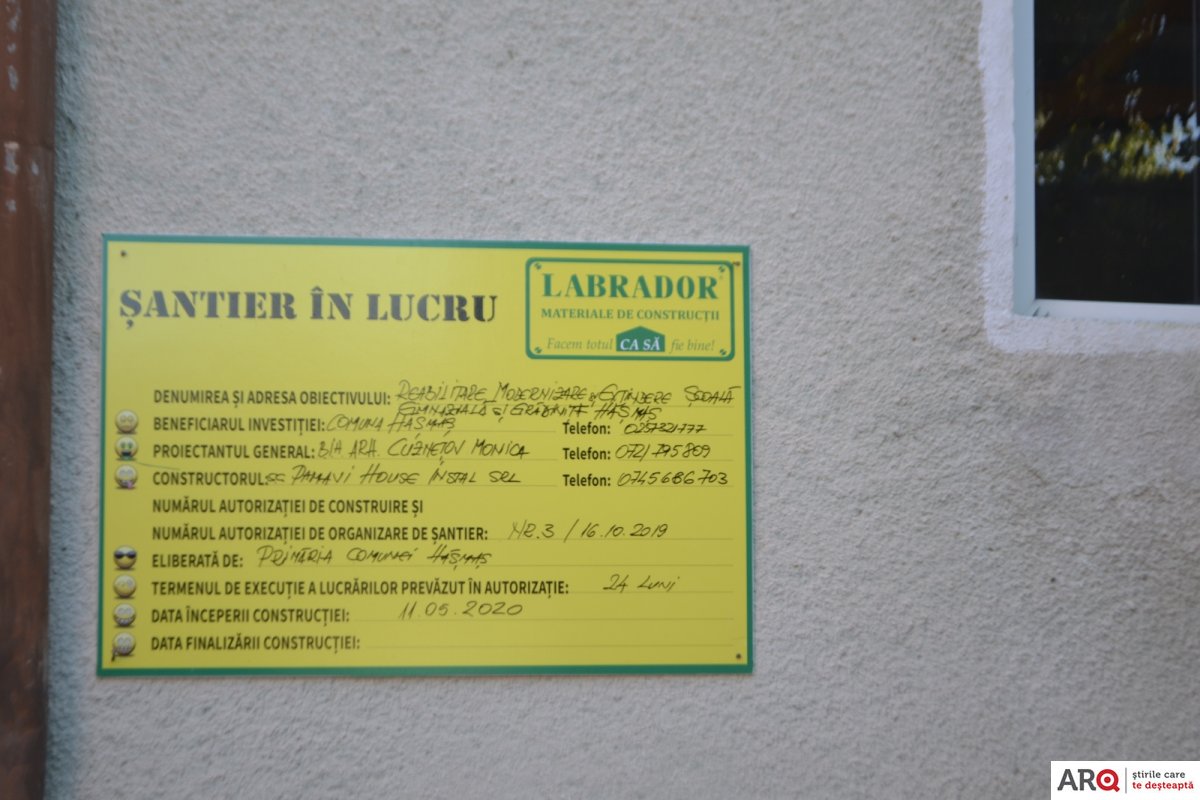 ȘANTIER ÎN LUCRU
LABRADOR
MATERIALE DE CONSTRUCȚII
Facem totul CA SĂ fie bine!
DENUMIREA ȘI ADRESA OBIECTIVULUI: REABILITARE, MODERNIZARE ȘI EXTINDERE ȘCOALĂ
GIMNAZIALĂ ȘI GRĂDINIȚĂ HĂȘMAȘ
BENEFICIARUL INVESTIȚIEI: COMUNA HĂȘMAȘ Telefon: 0257321777
PROIECTANTUL GENERAL: ARH. CUZNEȚOV MONICA Telefon: 0721795809
CONSTRUCTORUL: SC PAMAVI HOUSE INSTAL SRL Telefon: 0745686703
NUMĂRUL AUTORIZAȚIEI DE CONSTRUIRE ȘI
NUMĂRUL AUTORIZAȚIEI DE ORGANIZARE DE ȘANTIER: NR. 3 / 16.10.2019
ELIBERATĂ DE: PRIMĂRIA COMUNEI HĂȘMAȘ
TERMENUL DE EXECUȚIE A LUCRĂRILOR PREVĂZUT ÎN AUTORIZAȚIE: 24 LUNI
DATA ÎNCEPERII CONSTRUCȚIEI: 11.05.2020
DATA FINALIZĂRII CONSTRUCȚIEI:
ARQ știrile care
te deșteaptă